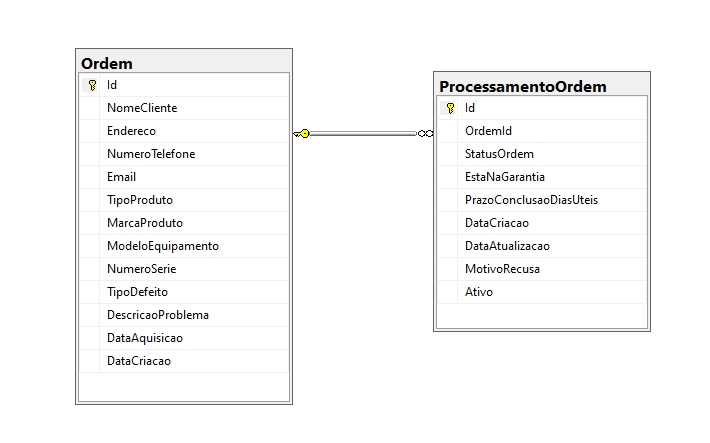 Ordem
Id
NomeCliente
Endereco
NumeroTelefone
Email
TipoProduto
MarcaProduto
ModeloEquipamento
NumeroSerie
TipoDefeito
DescricaoProblema
DataAquisicao
DataCriacao
ProcessamentoOrdem
Id
OrdemId
StatusOrdem
EstaNaGarantia
PrazoConclusaoDiasUteis
DataCriacao
DataAtualizacao
MotivoRecusa
Ativo